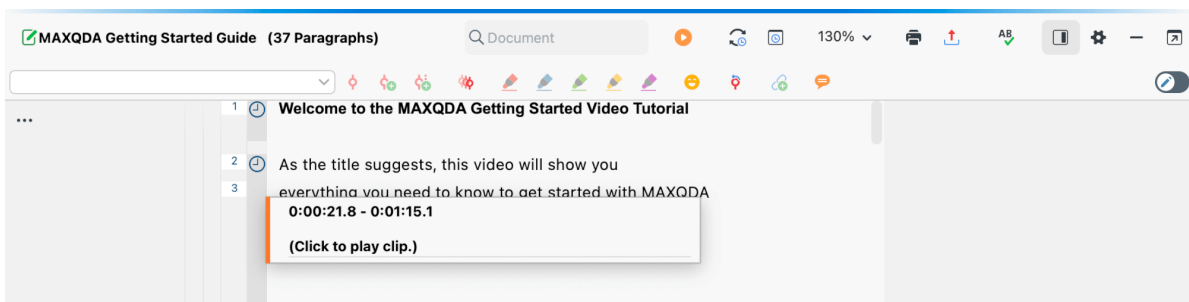 MAXQDA Getting Started Guide (37 Paragraphs)
Document
130%
AB
...
1 Welcome to the MAXQDA Getting Started Video Tutorial
2 As the title suggests, this video will show you
3 everything you need to know to get started with MAXQDA
0:00:21.8 - 0:01:15.1
(Click to play clip.)